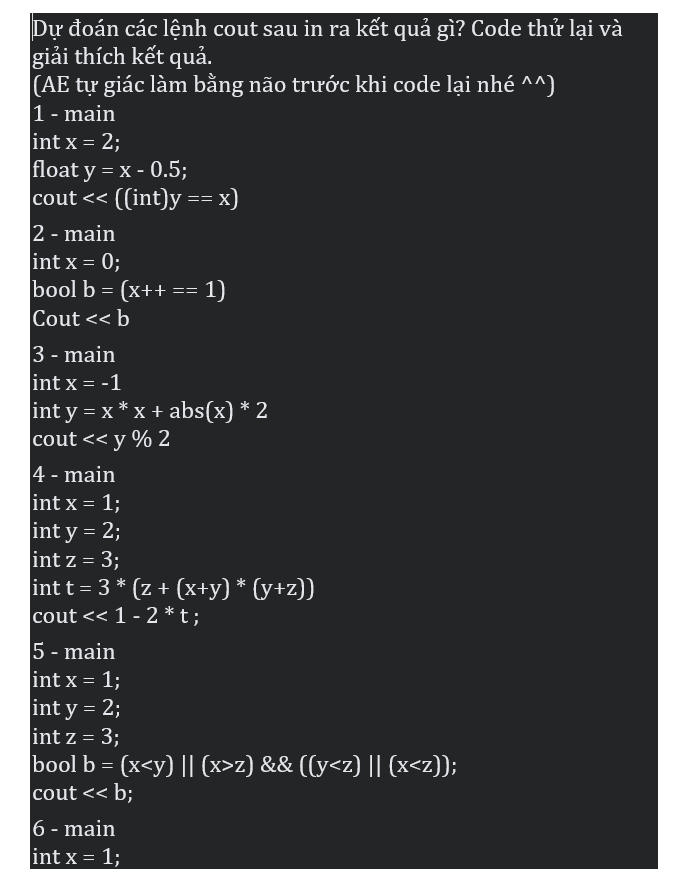 Dự đoán các lệnh cout sau in ra kết quả gì? Code thử lại và
giải thích kết quả.
(AE tự giác làm bằng não trước khi code lại nhé ^^)
1 - main
int x = 2;
float y = x - 0.5;
cout << ((int)y == x)
2 - main
int x = 0;
bool b = (x++ == 1)
Cout << b
3 - main
int x = -1
int y = x * x + abs(x) * 2
cout << y % 2
4 - main
int x = 1;
int y = 2;
int z = 3;
int t = 3 * (z + (x+y) * (y+z))
cout << 1 - 2 * t ;
5 - main
int x = 1;
int y = 2;
int z = 3;
bool b = (x<y) || (x>z) && ((y<z) || (x<z));
cout << b;
6 - main
int x = 1;